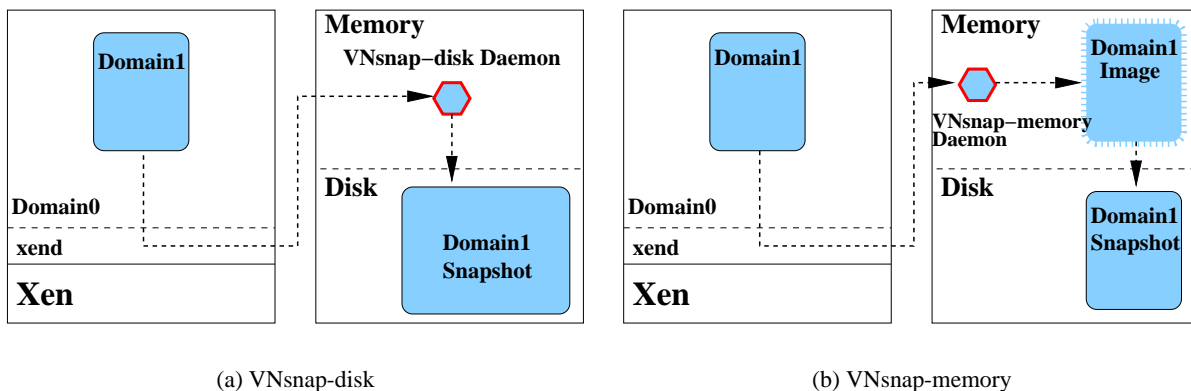 Domain1
Domain0
xend
Xen
Memory
VNsnap−disk Daemon
Disk
Domain1
Snapshot
(a) VNsnap-disk
Domain1
Domain0
xend
Xen
Memory
Domain1
Image
VNsnap−memory
Daemon
Disk
Domain1
Snapshot
(b) VNsnap-memory